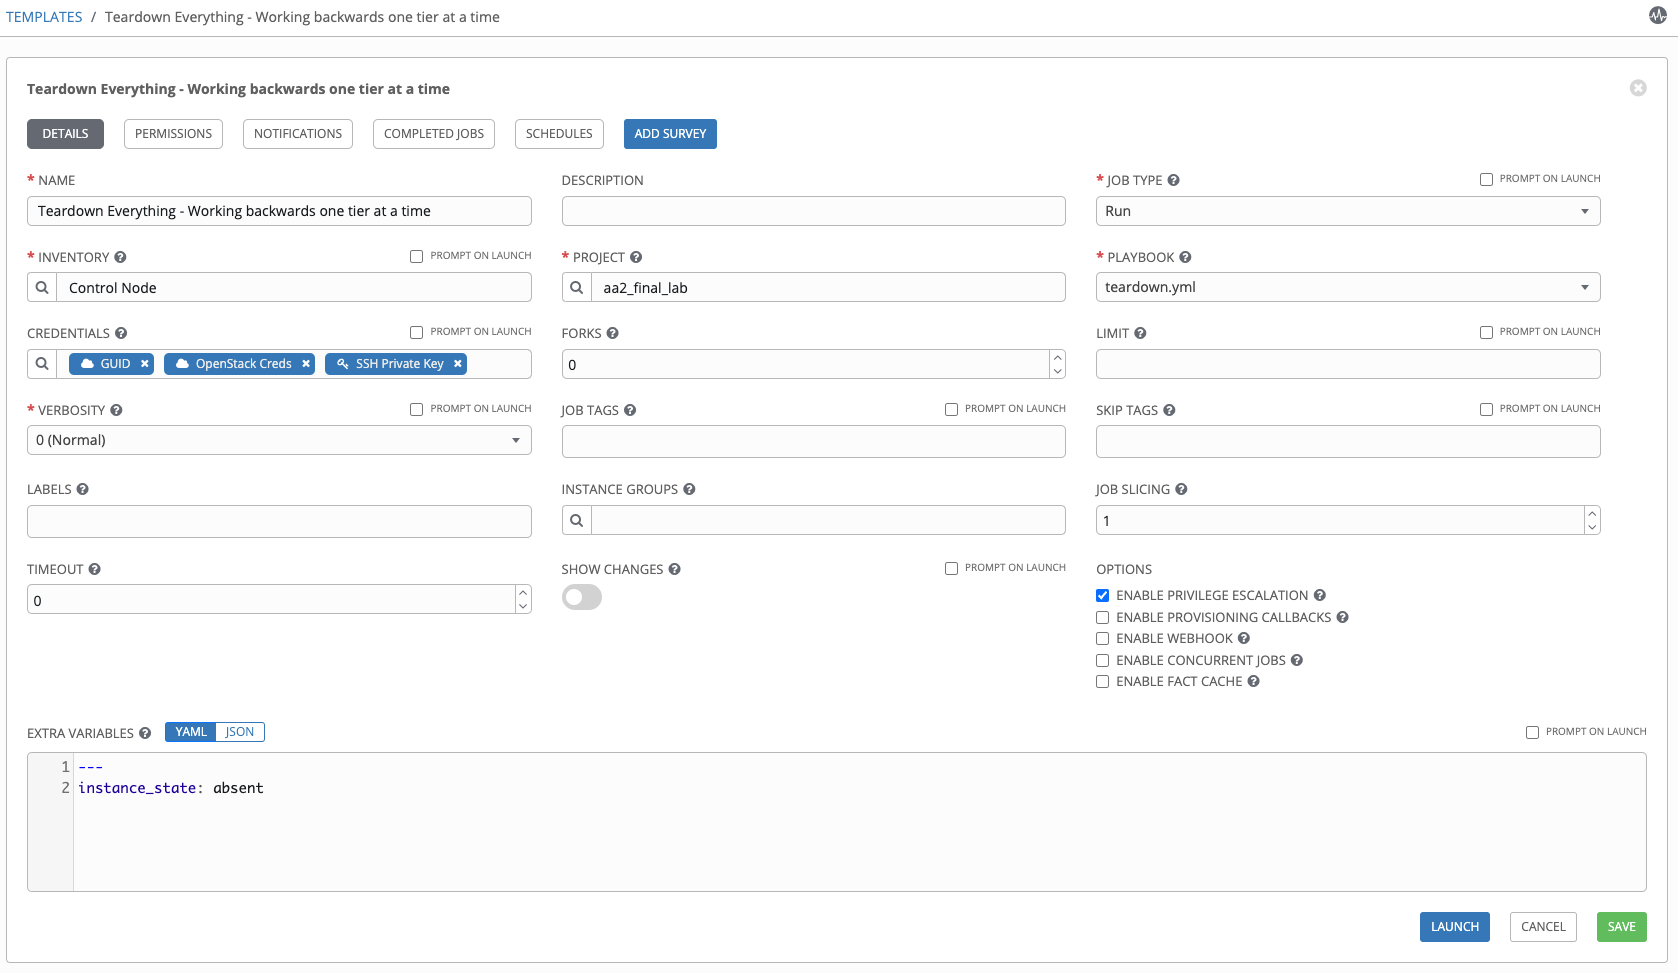 TEMPLATES / Teardown Everything - Working backwards one tier at a time
Teardown Everything - Working backwards one tier at a time
DETAILS PERMISSIONS NOTIFICATIONS COMPLETED JOBS SCHEDULES ADD SURVEY
* NAME
Teardown Everything - Working backwards one tier at a time
DESCRIPTION
* JOB TYPE PROMPT ON LAUNCH
Run
* INVENTORY PROMPT ON LAUNCH
Control Node
* PROJECT
aa2_final_lab
* PLAYBOOK
teardown.yml
CREDENTIALS PROMPT ON LAUNCH
GUID OpenStack Creds SSH Private Key
FORKS
0
LIMIT PROMPT ON LAUNCH
* VERBOSITY PROMPT ON LAUNCH
0 (Normal)
JOB TAGS PROMPT ON LAUNCH
SKIP TAGS PROMPT ON LAUNCH
LABELS
INSTANCE GROUPS
JOB SLICING
1
TIMEOUT
0
SHOW CHANGES PROMPT ON LAUNCH
OPTIONS
ENABLE PRIVILEGE ESCALATION
ENABLE PROVISIONING CALLBACKS
ENABLE WEBHOOK
ENABLE CONCURRENT JOBS
ENABLE FACT CACHE
EXTRA VARIABLES YAML JSON PROMPT ON LAUNCH
1 ---
2 instance_state: absent
LAUNCH CANCEL SAVE